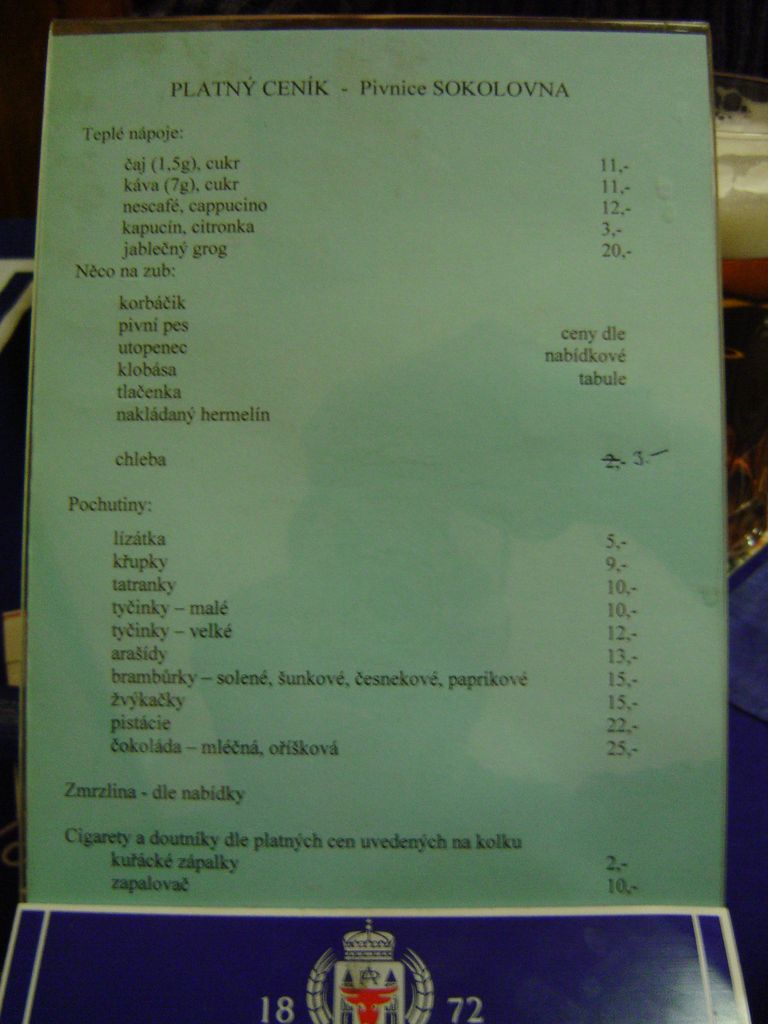 PLATNÝ CENÍK - Pivnice SOKOLOVNA
Teplé nápoje:
čaj (1,5g), cukr 11,-
káva (7g), cukr 11,-
nescafé, cappucino 12,-
kapucín, citronka 3,-
jablečný grog 20,-
Něco na zub:
korbáčik
pivní pes ceny dle
utopenec nabídkové
klobása tabule
tlačenka
nakládaný hermelín
chleba 2,- 3.-
Pochutiny:
lízátka 5,-
křupky 9,-
tatranky 10,-
tyčinky – malé 10,-
tyčinky – velké 12,-
arašídy 13,-
brambůrky – solené, šunkové, česnekové, paprikové 15,-
žvýkačky 15,-
pistácie 22,-
čokoláda – mléčná, oříšková 25,-
Zmrzlina - dle nabídky
Cigarety a doutníky dle platných cen uvedených na kolku
kuřácké zápalky 2,-
zapalovač 10,-
18 72